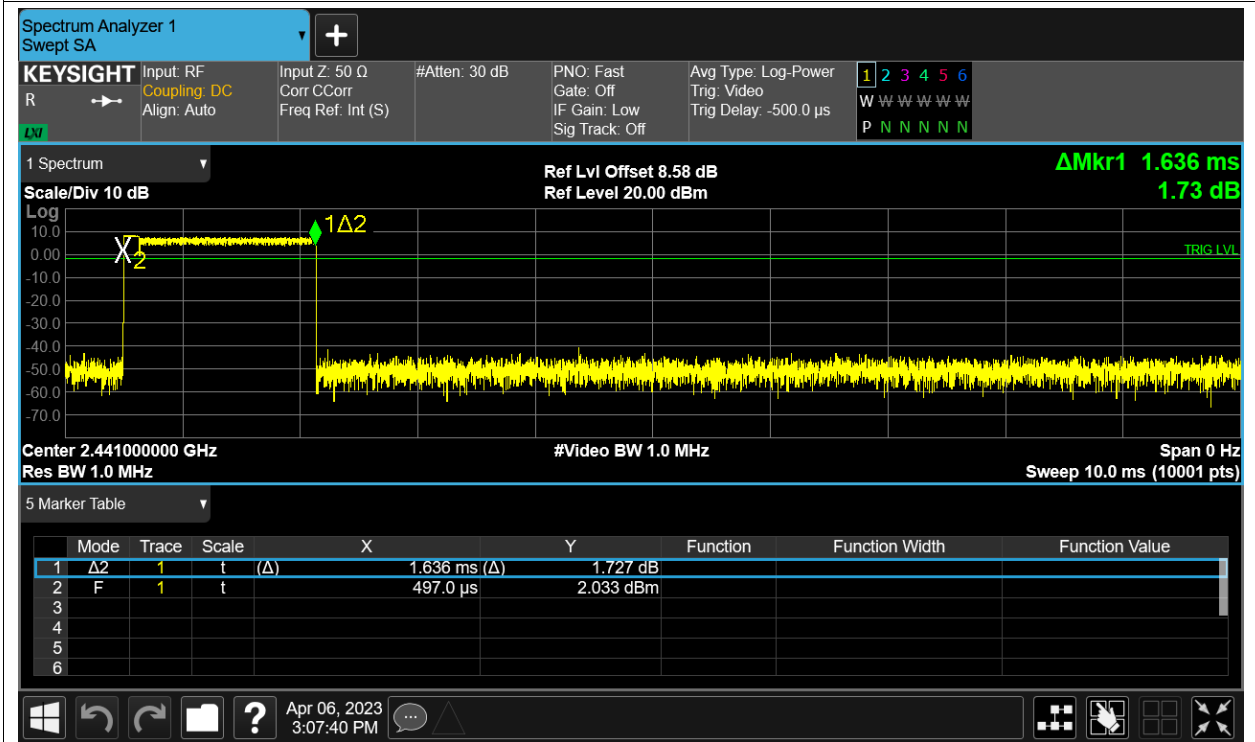 Spectrum Analyzer 1
Swept SA
+
KEYSIGHT Input: RF Input Z: 50 Ω #Atten: 30 dB PNO: Fast Avg Type: Log-Power 1 2 3 4 5 6
R Coupling: DC Corr CCorr Gate: Off Trig: Video W W W W W W
Align: Auto Freq Ref: Int (S) IF Gain: Low Trig Delay: -500.0 µs
LXI Sig Track: Off P N N N N N
1 Spectrum Ref Lvl Offset 8.58 dB ΔMkr1 1.636 ms
Scale/Div 10 dB Ref Level 20.00 dBm 1.73 dB
Log
10.0 1Δ2
0.00 X 2 TRIG LVL
-10.0
-20.0
-30.0
-40.0
-50.0
-60.0
-70.0
Center 2.441000000 GHz #Video BW 1.0 MHz Span 0 Hz
Res BW 1.0 MHz Sweep 10.0 ms (10001 pts)
5 Marker Table
Mode Trace Scale X Y Function Function Width Function Value
1 Δ2 1 t (Δ) 1.636 ms (Δ) 1.727 dB
2 F 1 t 497.0 µs 2.033 dBm
3
4
5
6
? Apr 06, 2023
3:07:40 PM